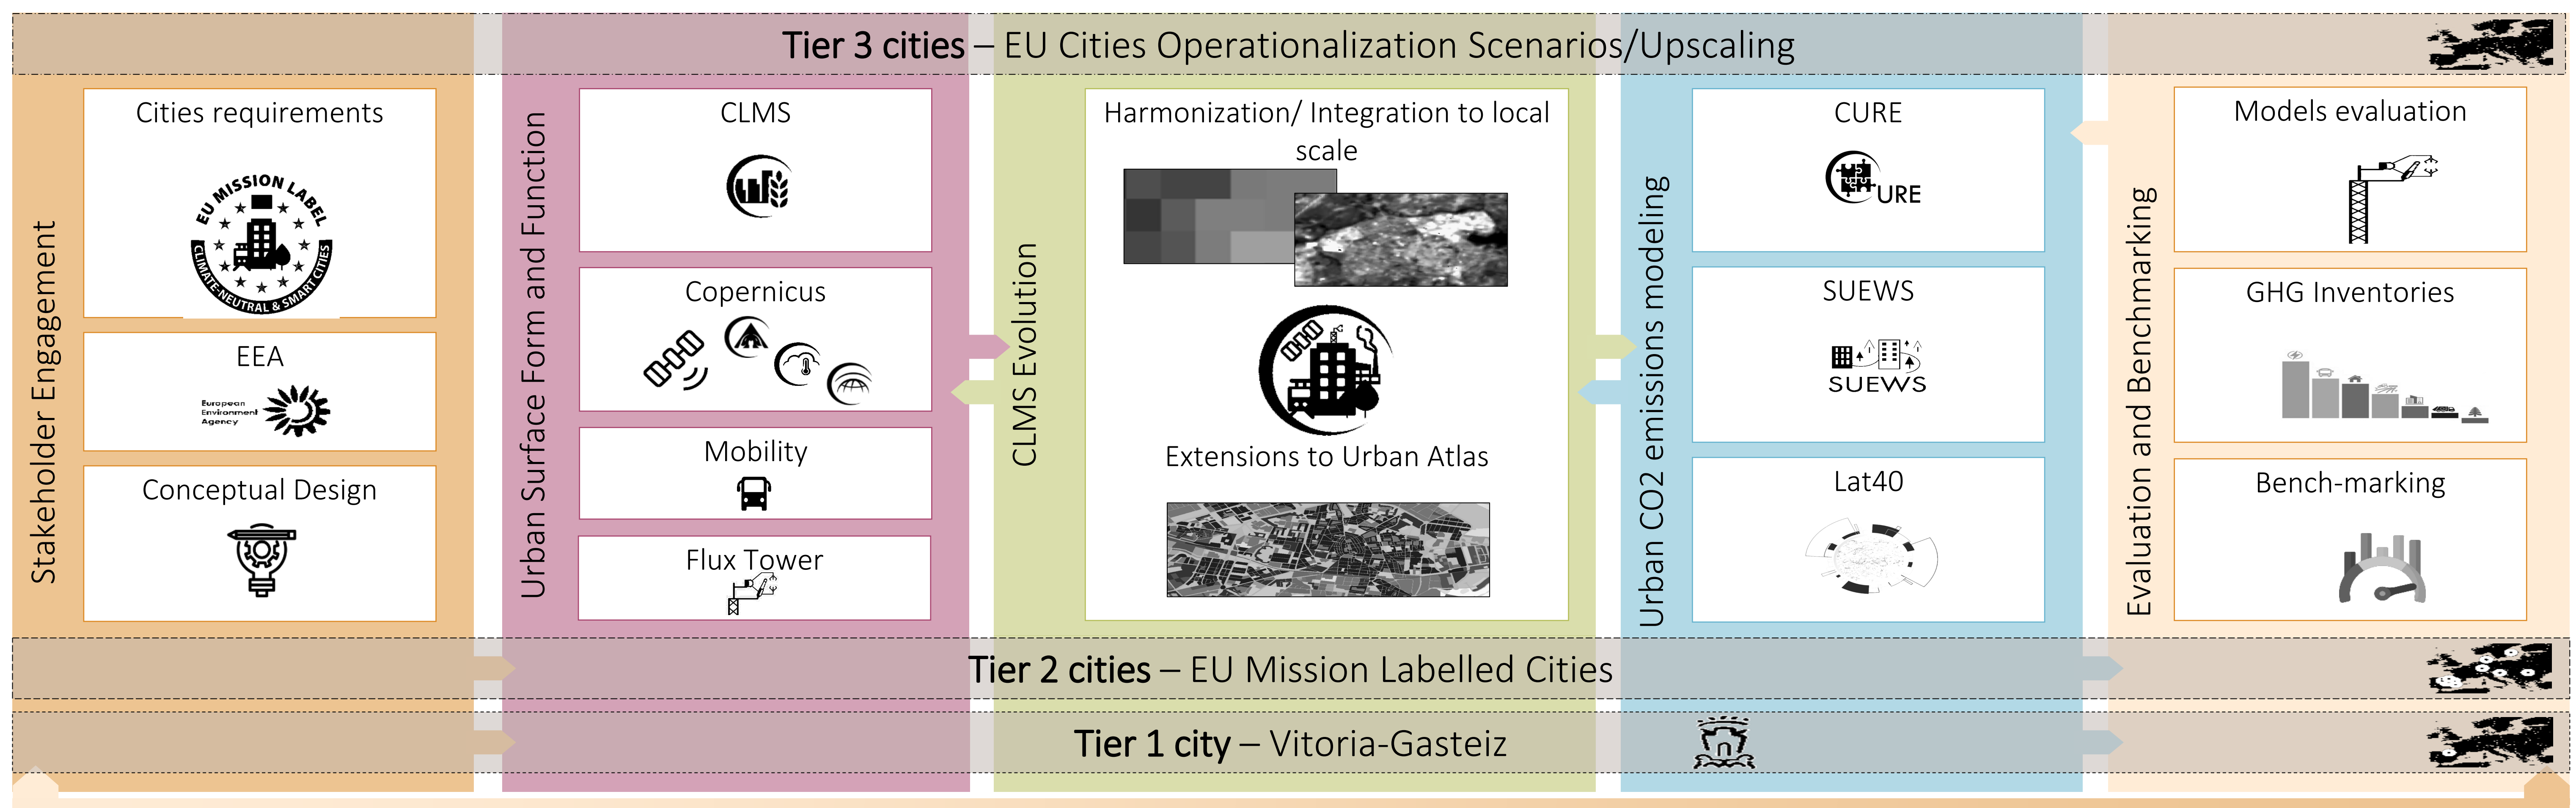 Tier 3 cities – EU Cities Operationalization Scenarios/Upscaling
Stakeholder Engagement
Cities requirements
EU MISSION LABEL
CLIMATE-NEUTRAL & SMART CITIES
EEA
European
Environment
Agency
Conceptual Design
Urban Surface Form and Function
CLMS
Copernicus
Mobility
Flux Tower
CLMS Evolution
Harmonization/ Integration to local
scale
Extensions to Urban Atlas
Urban CO2 emissions modeling
CURE
URE
SUEWS
SUEWS
Lat40
Evaluation and Benchmarking
Models evaluation
GHG Inventories
Bench-marking
Tier 2 cities – EU Mission Labelled Cities
Tier 1 city – Vitoria-Gasteiz